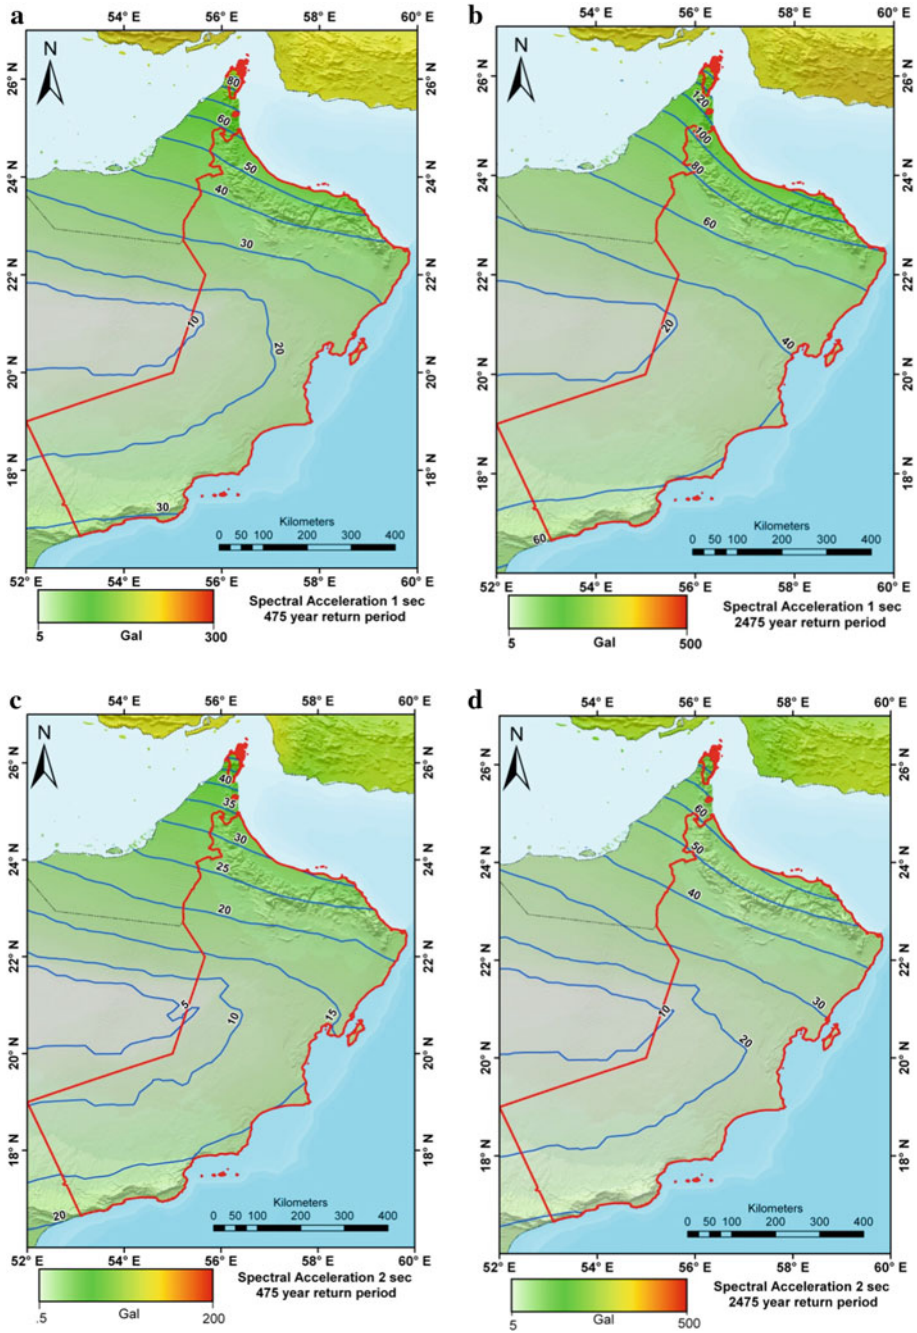 a
54° E 56° E 58° E 60° E
N
26° N
24° N
22° N
20° N
18° N
80
60
50
40
30
10
20
30
Kilometers
0 50 100 200 300 400
52° E 54° E 56° E 58° E 60° E
5 Gal 300
Spectral Acceleration 1 sec
475 year return period
b
54° E 56° E 58° E 60° E
N
26° N
24° N
22° N
20° N
18° N
120
100
80
60
20
40
60
Kilometers
0 50 100 200 300 400
52° E 54° E 56° E 58° E 60° E
5 Gal 500
Spectral Acceleration 1 sec
2475 year return period
c
54° E 56° E 58° E 60° E
N
26° N
24° N
22° N
20° N
18° N
40
35
30
25
20
5
10
15
20
Kilometers
0 50 100 200 300 400
52° E 54° E 56° E 58° E 60° E
.5 Gal 200
Spectral Acceleration 2 sec
475 year return period
d
54° E 56° E 58° E 60° E
N
26° N
24° N
22° N
20° N
18° N
60
50
40
30
10
20
Kilometers
0 50 100 200 300 400
52° E 54° E 56° E 58° E 60° E
5 Gal 500
Spectral Acceleration 2 sec
2475 year return period